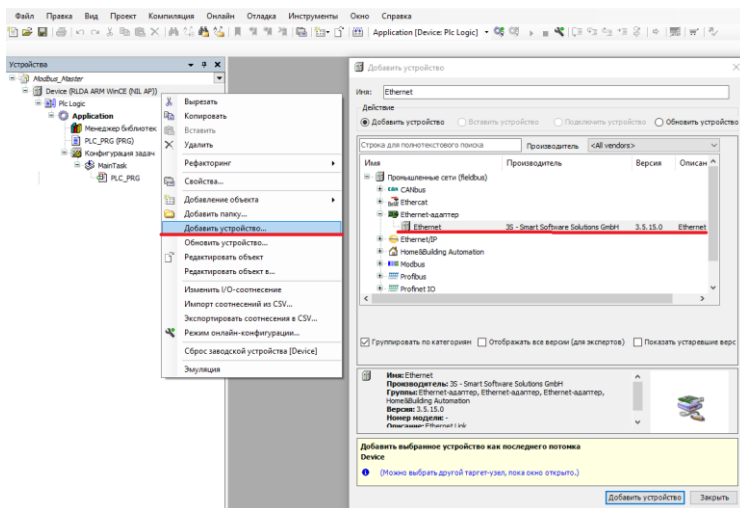 Файл Правка Вид Проект Компиляция Онлайн Отладка Инструменты Окно Справка
Application [Device: Plc Logic]
Устройства
Modbus_Master
Device (RLDA ARM WinCE (NIL AP))
Plc Logic
Application
Менеджер библиотек
PLC_PRG (PRG)
Конфигурация задач
MainTask
PLC_PRG
Вырезать
Копировать
Вставить
Удалить
Рефакторинг
Свойства...
Добавление объекта
Добавить папку...
Добавить устройство...
Обновить устройство...
Редактировать объект
Редактировать объект в...
Изменить I/O-соотнесение
Импорт соотнесений из CSV...
Экспортировать соотнесения в CSV...
Режим онлайн-конфигурации...
Сброс заводской устройства [Device]
Эмуляция
Добавить устройство
Имя: Ethernet
Действие
Добавить устройство Вставить устройство Подключить устройство Обновить устройство
Строка для полнотекстового поиска Производитель <All vendors>
Имя Производитель Версия Описан
Промышленные сети (fieldbus)
CANbus
Ethercat
Ethernet-адаптер
Ethernet 3S - Smart Software Solutions GmbH 3.5.15.0 Ethernet
Ethernet/IP
Home&Building Automation
Modbus
Profibus
Profinet IO
Группировать по категориям Отображать все версии (для экспертов) Показать устаревшие верс
Имя: Ethernet
Производитель: 3S - Smart Software Solutions GmbH
Группы: Ethernet-адаптер, Ethernet-адаптер, Ethernet-адаптер,
Home&Building Automation
Версия: 3.5.15.0
Номер модели: -
Описание: Ethernet Link
Добавить выбранное устройство как последнего потомка
Device
(Можно выбрать другой таргет-узел, пока окно открыто.)
Добавить устройство Закрыть